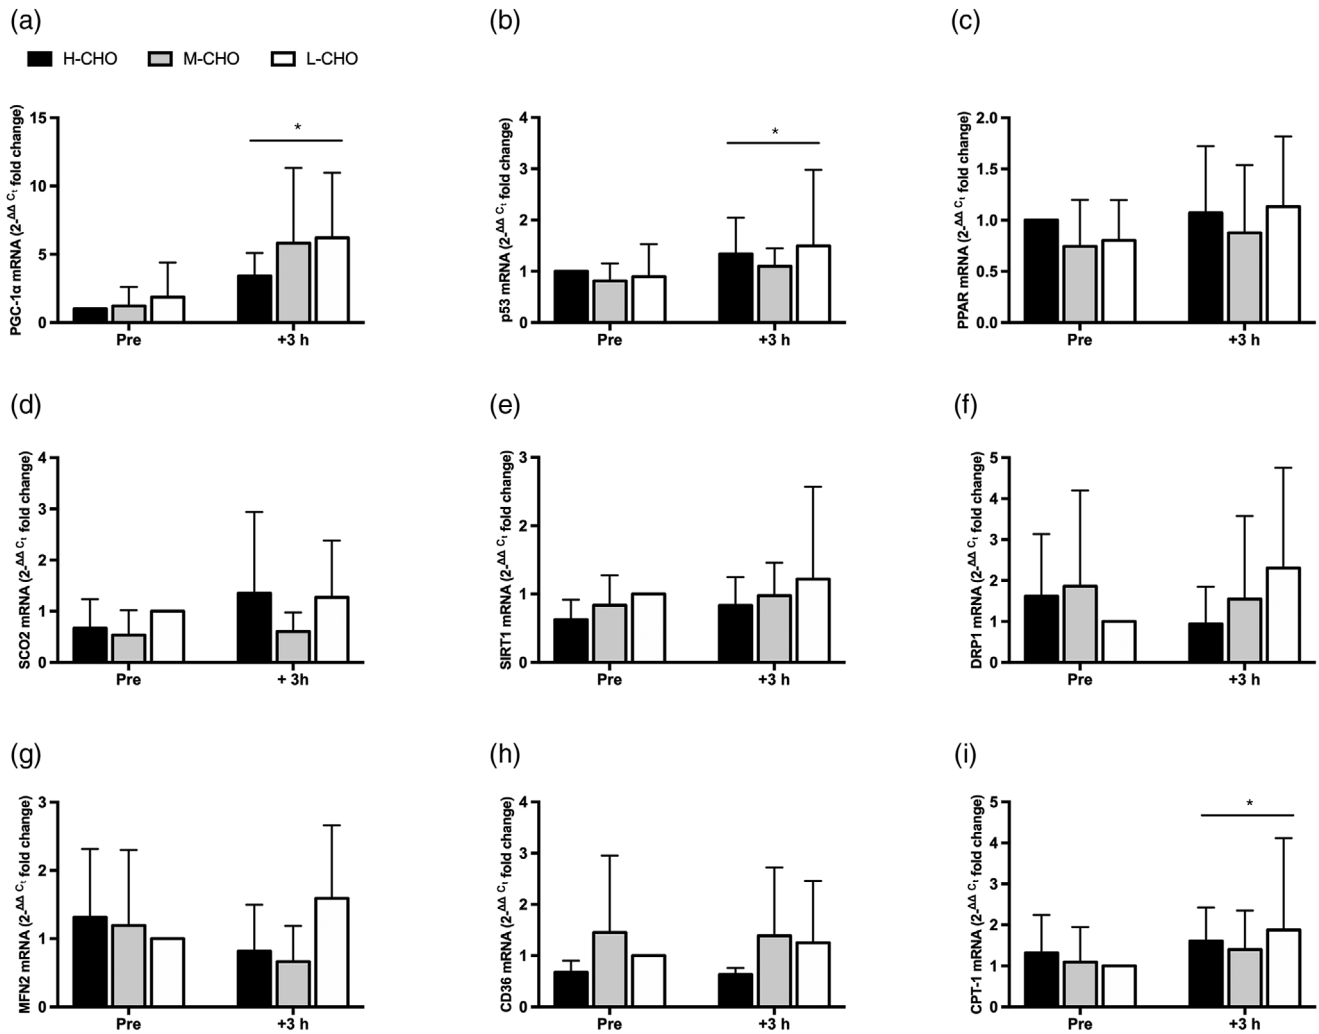 (a)
(b)
(c)
H-CHO M-CHO L-CHO
PGC-1α mRNA (2-ΔΔ Ct fold change)
15
10
5
0
*
Pre +3 h
p53 mRNA (2-ΔΔ Ct fold change)
4
3
2
1
0
*
Pre +3 h
PPAR mRNA (2-ΔΔ Ct fold change)
2.0
1.5
1.0
0.5
0.0
Pre +3 h
(d)
(e)
(f)
SCO2 mRNA (2-ΔΔ Ct fold change)
4
3
2
1
0
Pre + 3h
SIRT1 mRNA (2-ΔΔ Ct fold change)
3
2
1
0
Pre +3 h
DRP1 mRNA (2-ΔΔ Ct fold change)
5
4
3
2
1
0
Pre +3 h
(g)
(h)
(i)
MFN2 mRNA (2-ΔΔ Ct fold change)
3
2
1
0
Pre +3 h
CD36 mRNA (2-ΔΔ Ct fold change)
4
3
2
1
0
Pre +3 h
CPT-1 mRNA (2-ΔΔ Ct fold change)
5
4
3
2
1
0
*
Pre +3 h